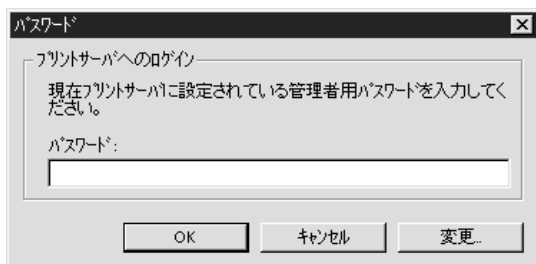 ﾊﾟｽﾜｰﾄﾞ
ﾌﾟﾘﾝﾄｻｰﾊﾞへのﾛｸﾞｲﾝ
現在ﾌﾟﾘﾝﾄｻｰﾊﾞに設定されている管理者用ﾊﾟｽﾜｰﾄﾞを入力してく
ださい。
ﾊﾟｽﾜｰﾄﾞ:
OK
ｷｬﾝｾﾙ
変更...